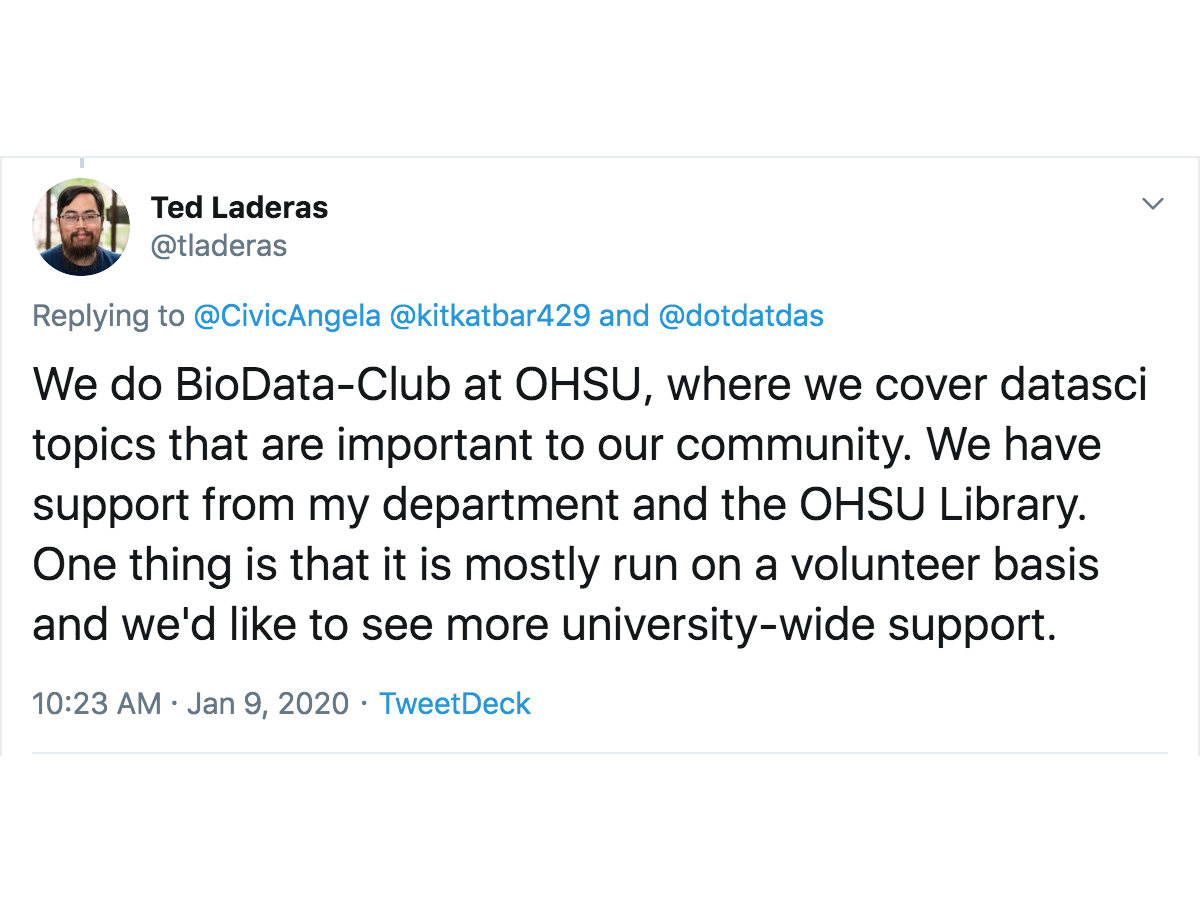 Ted Laderas
@tladeras
Replying to @CivicAngela @kitkatbar429 and @dotdatdas
We do BioData-Club at OHSU, where we cover datasci
topics that are important to our community. We have
support from my department and the OHSU Library.
One thing is that it is mostly run on a volunteer basis
and we'd like to see more university-wide support.
10:23 AM · Jan 9, 2020 · TweetDeck